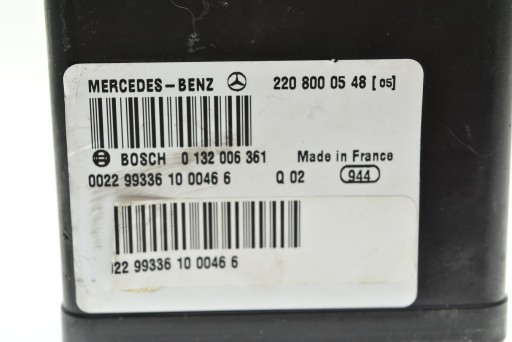 MERCEDES-BENZ 220 800 05 48 [05]
BOSCH 0 132 006 361 Made in France
0022 99336 10 0046 6 Q 02 944
022 99336 10 0046 6